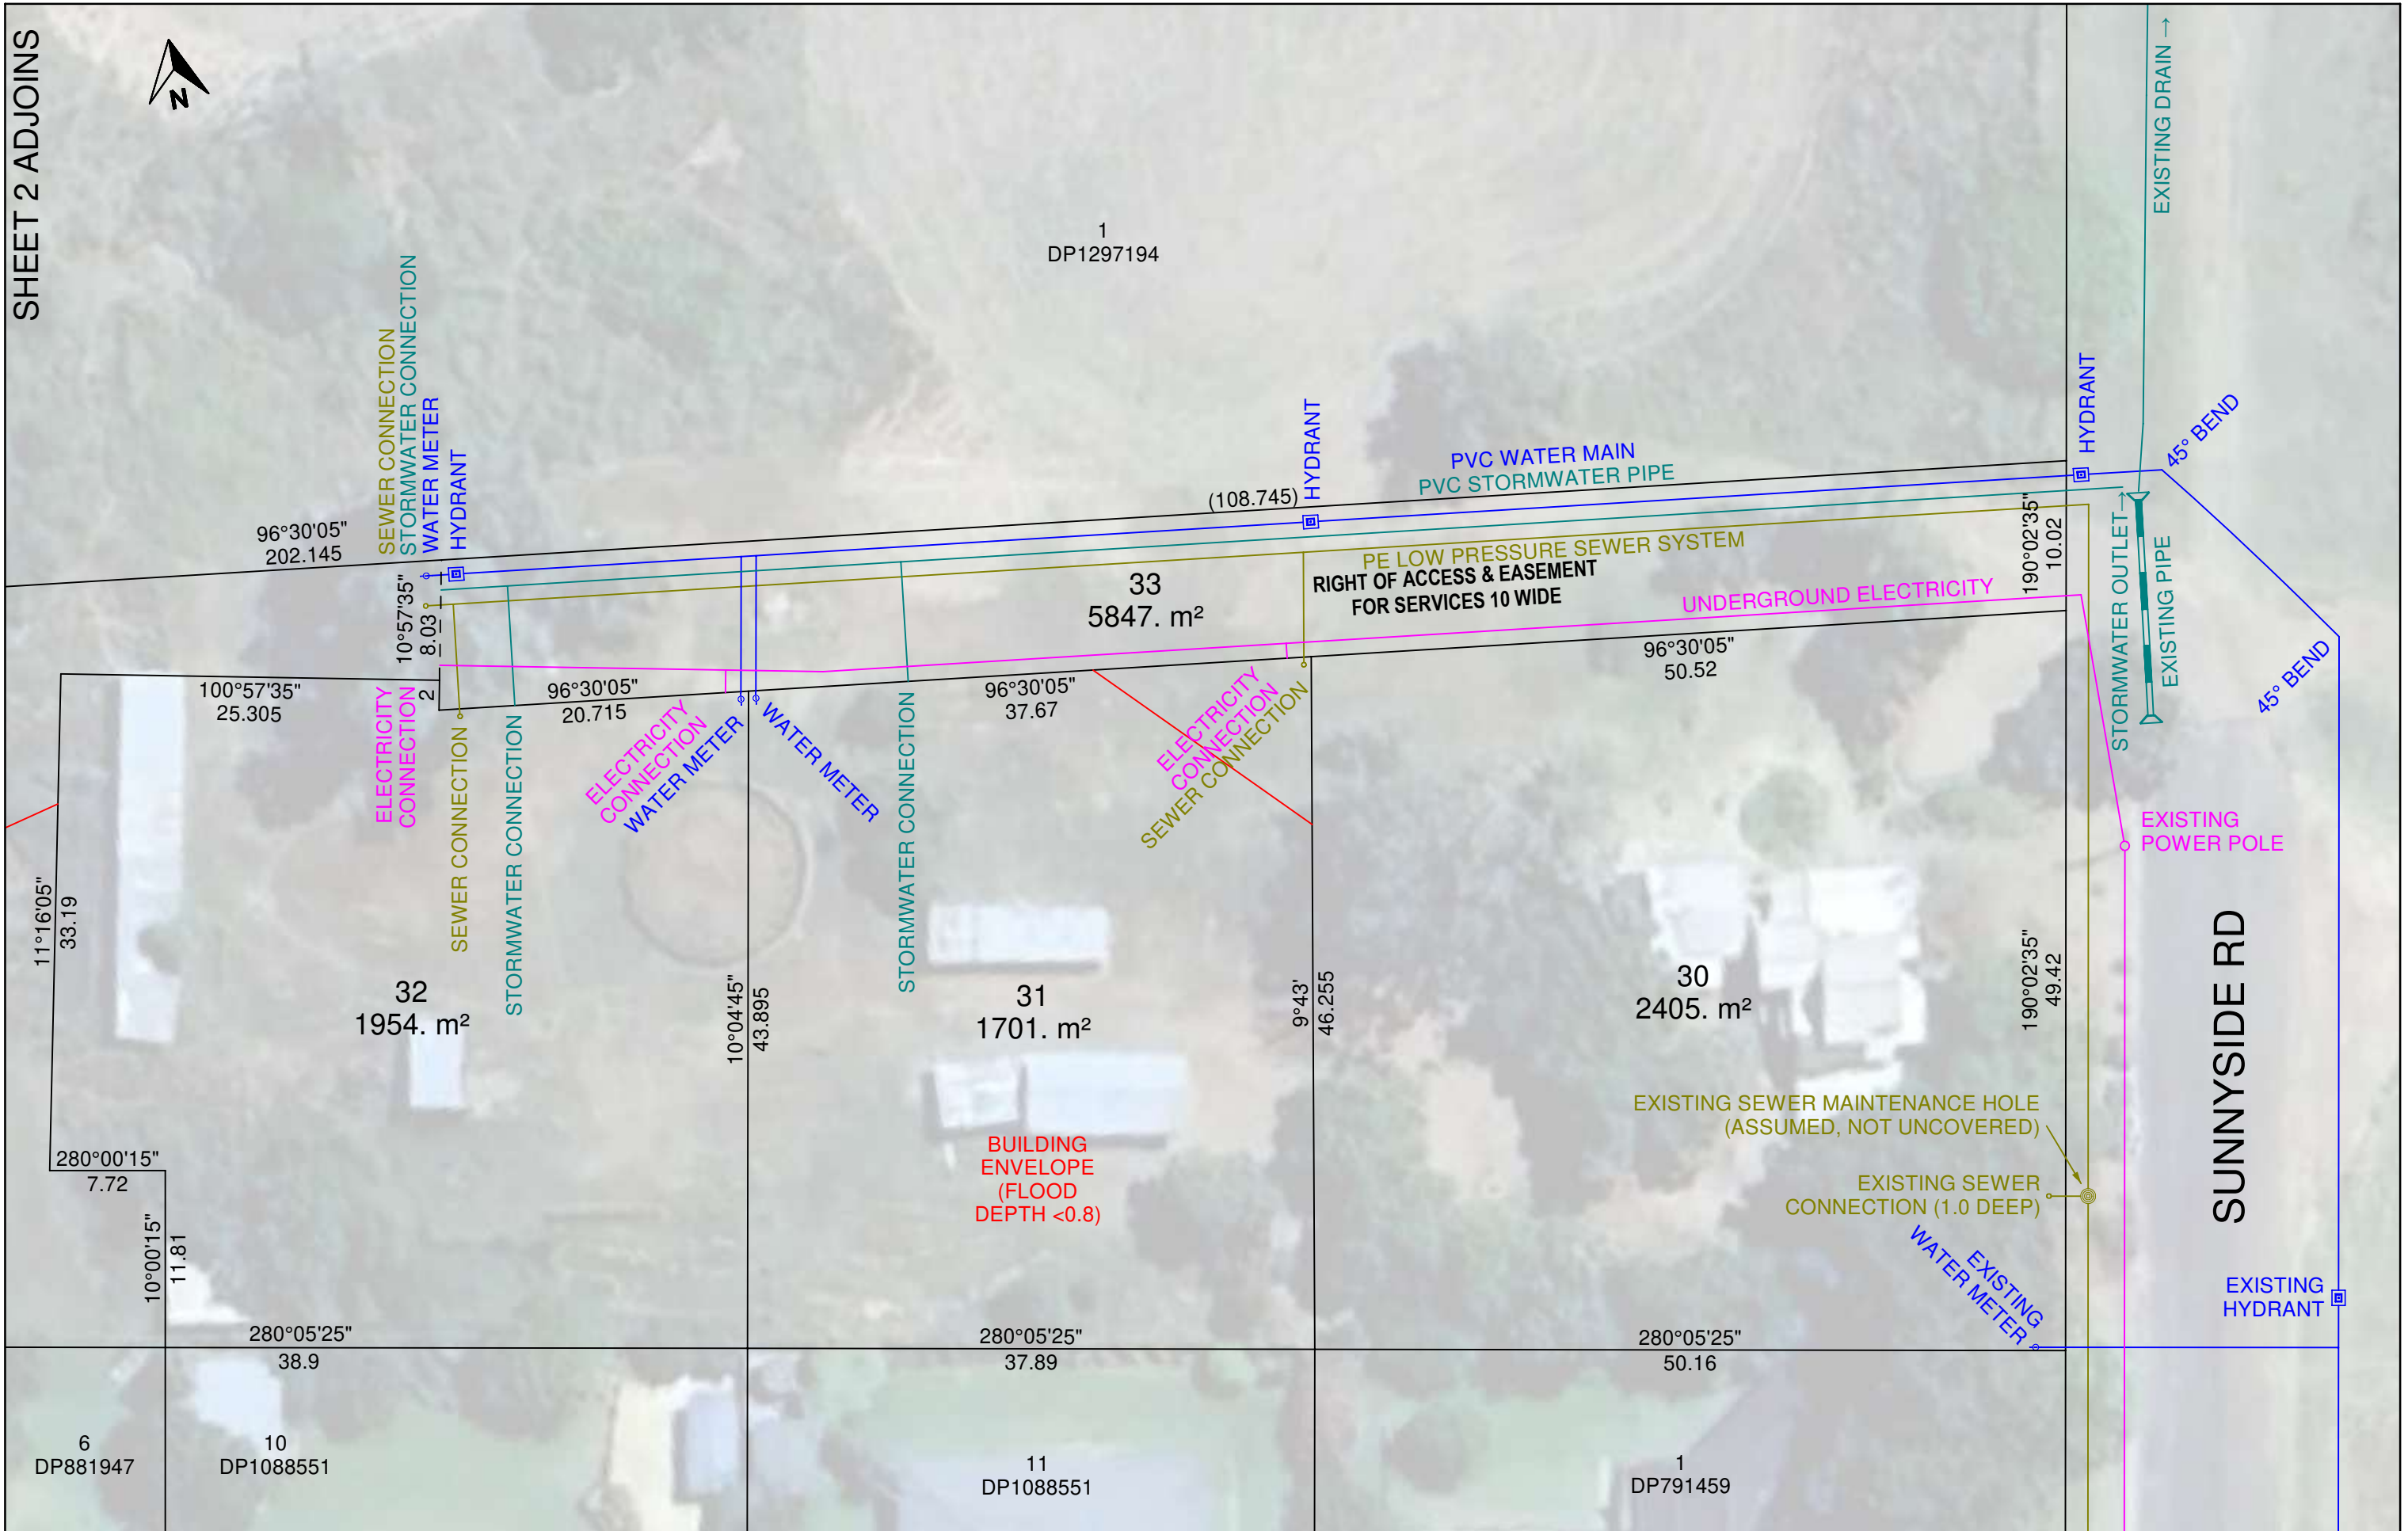 SHEET 2 ADJOINS
N
EXISTING DRAIN →
1
DP1297194
SEWER CONNECTION
STORMWATER CONNECTION
WATER METER
HYDRANT
HYDRANT
HYDRANT
45° BEND
PVC WATER MAIN
PVC STORMWATER PIPE
(108.745)
96°30'05"
202.145
PE LOW PRESSURE SEWER SYSTEM
RIGHT OF ACCESS & EASEMENT
FOR SERVICES 10 WIDE
33
5847. m²
UNDERGROUND ELECTRICITY
190°02'35"
10.02
STORMWATER OUTLET→
EXISTING PIPE
45° BEND
10°57'35"
8.03
2
100°57'35"
25.305
96°30'05"
20.715
96°30'05"
37.67
96°30'05"
50.52
ELECTRICITY
CONNECTION
SEWER CONNECTION
STORMWATER CONNECTION
ELECTRICITY
CONNECTION
WATER METER
WATER METER
STORMWATER CONNECTION
ELECTRICITY
CONNECTION
SEWER CONNECTION
EXISTING
POWER POLE
11°16'05"
33.19
32
1954. m²
10°04'45"
43.895
31
1701. m²
9°43'
46.255
30
2405. m²
190°02'35"
49.42
SUNNYSIDE RD
BUILDING
ENVELOPE
(FLOOD
DEPTH <0.8)
EXISTING SEWER MAINTENANCE HOLE
(ASSUMED, NOT UNCOVERED)
EXISTING SEWER
CONNECTION (1.0 DEEP)
280°00'15"
7.72
10°00'15"
11.81
EXISTING
WATER METER
EXISTING
HYDRANT
280°05'25"
38.9
280°05'25"
37.89
280°05'25"
50.16
6
DP881947
10
DP1088551
11
DP1088551
1
DP791459